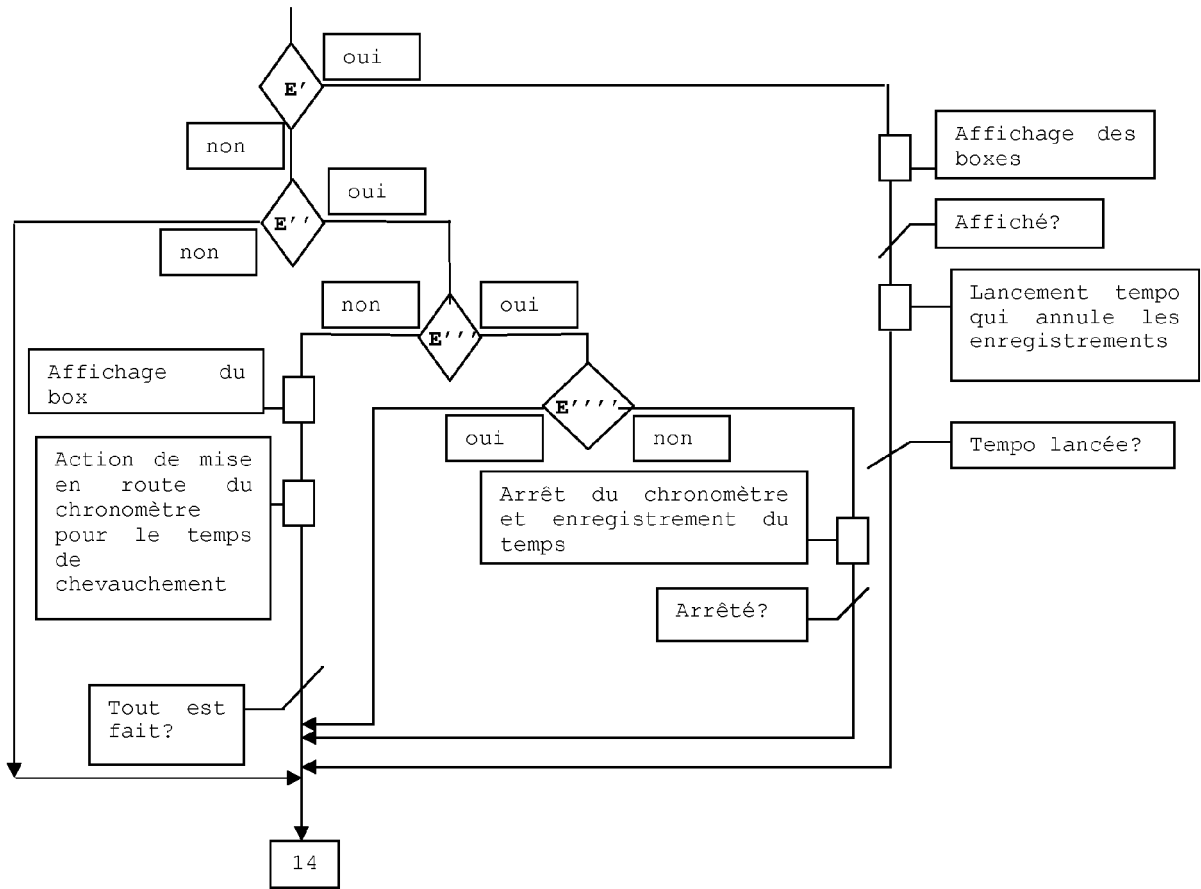 oui
E'
non
Affichage des
boxes
oui
E''
non
Affiché?
non
oui
Lancement tempo
qui annule les
enregistrements
E'''
Affichage du
box
E''''
oui
non
Tempo lancée?
Action de mise
en route du
chronomètre
pour le temps
de
chevauchement
Arrêt du chronomètre
et enregistrement du
temps
Arrêté?
Tout est
fait?
14